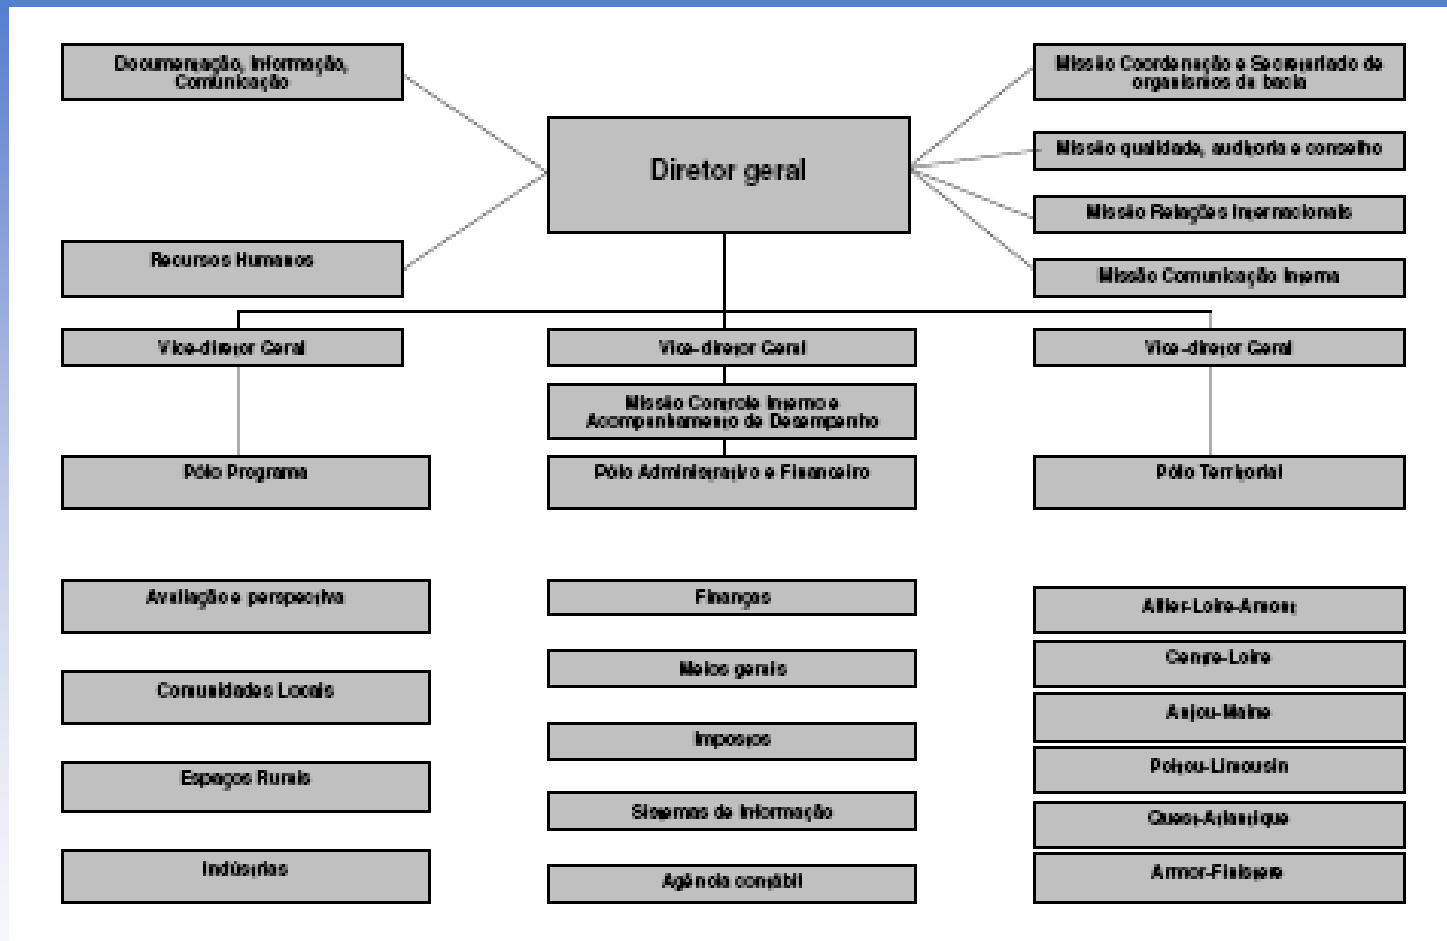 Documentação, Informação,
Comunicação
Missão Coordenação e Secretariado de
organismos de bacia
Diretor geral
Missão qualidade, auditoria e conselho
Missão Relações Internacionais
Recursos Humanos
Missão Comunicação Interna
Vice-diretor Geral
Vice-diretor Geral
Vice-diretor Geral
Missão Controle Interno e
Acompanhamento de Desempenho
Pólo Programa
Pólo Administrativo e Financeiro
Pólo Territorial
Avaliação e perspectiva
Comunidades Locais
Espaços Rurais
Indústrias
Finanças
Meios gerais
Impostos
Sistemas de Informação
Agência contábil
Allier-Loire-Amont
Centre-Loire
Anjou-Maine
Poitou-Limousin
Ouest-Atlantique
Armor-Finistere